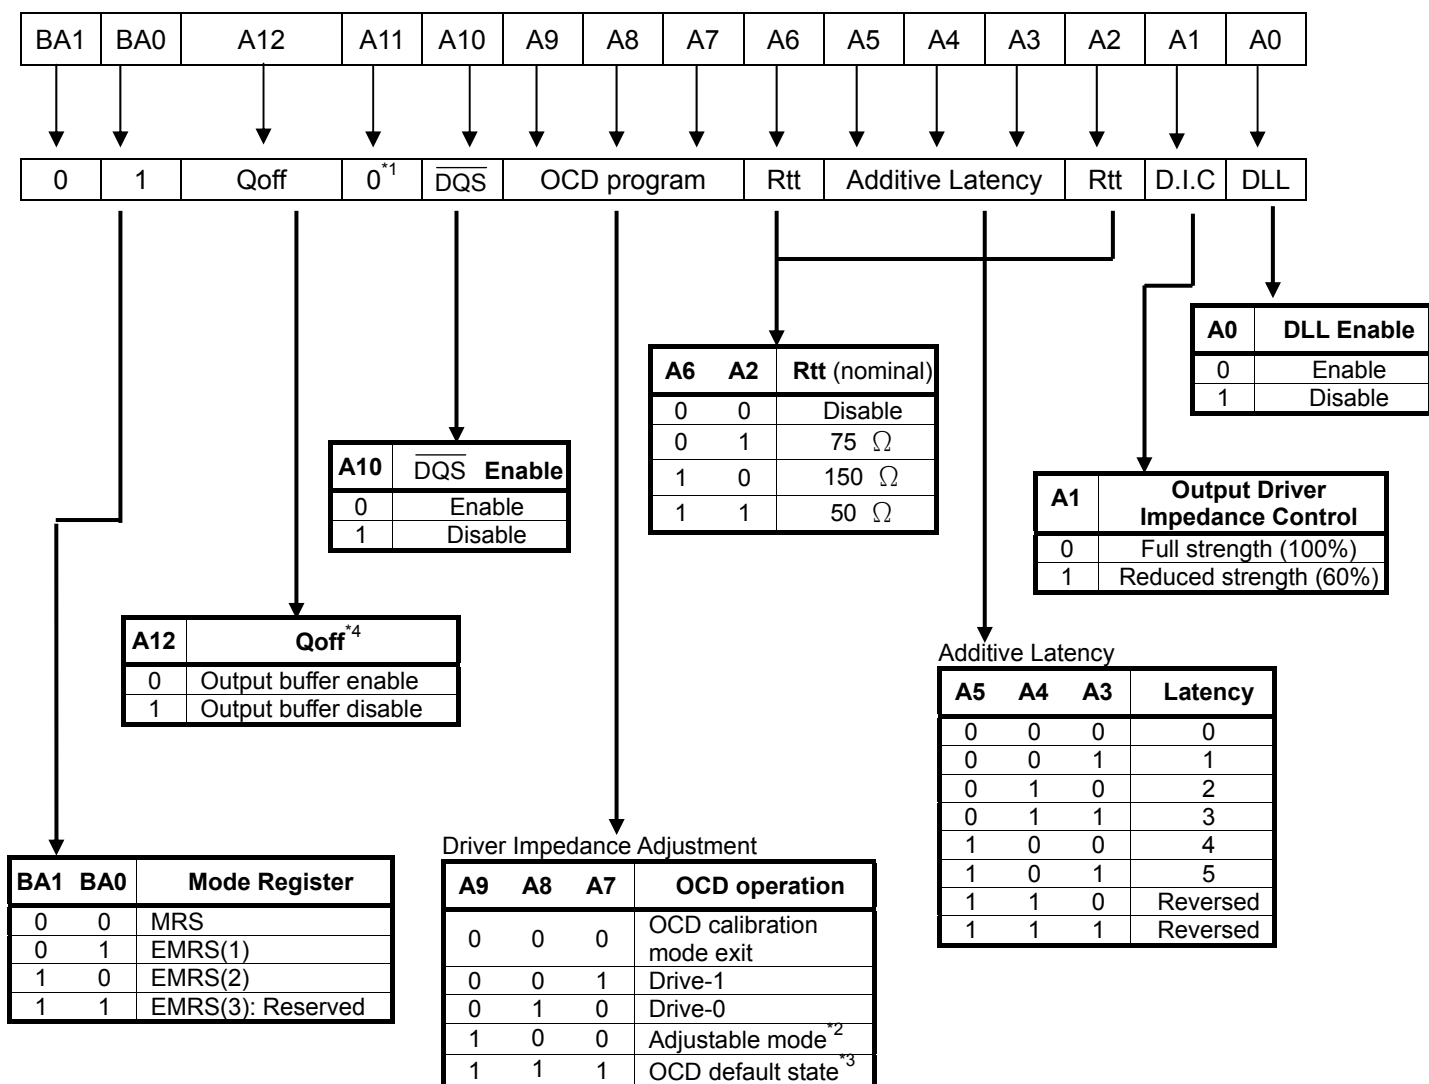 BA1 BA0 A12 A11 A10 A9 A8 A7 A6 A5 A4 A3 A2 A1 A0
0 1 Qoff 0*1 DQS OCD program Rtt Additive Latency Rtt D.I.C DLL
A0 DLL Enable
0 Enable
1 Disable
A6 A2 Rtt (nominal)
0 0 Disable
0 1 75 Ω
1 0 150 Ω
1 1 50 Ω
A10 DQS Enable
0 Enable
1 Disable
A1 Output Driver
Impedance Control
0 Full strength (100%)
1 Reduced strength (60%)
A12 Qoff*4
0 Output buffer enable
1 Output buffer disable
Additive Latency
A5 A4 A3 Latency
0 0 0 0
0 0 1 1
0 1 0 2
0 1 1 3
1 0 0 4
1 0 1 5
1 1 0 Reversed
1 1 1 Reversed
BA1 BA0 Mode Register
0 0 MRS
0 1 EMRS(1)
1 0 EMRS(2)
1 1 EMRS(3): Reserved
Driver Impedance Adjustment
A9 A8 A7 OCD operation
0 0 0 OCD calibration
mode exit
0 0 1 Drive-1
0 1 0 Drive-0
1 0 0 Adjustable mode*2
1 1 1 OCD default state*3